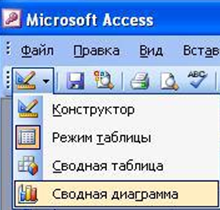 Microsoft Access
Файл Правка Вид Встав
Конструктор
Режим таблицы
Сводная таблица
Сводная диаграмма